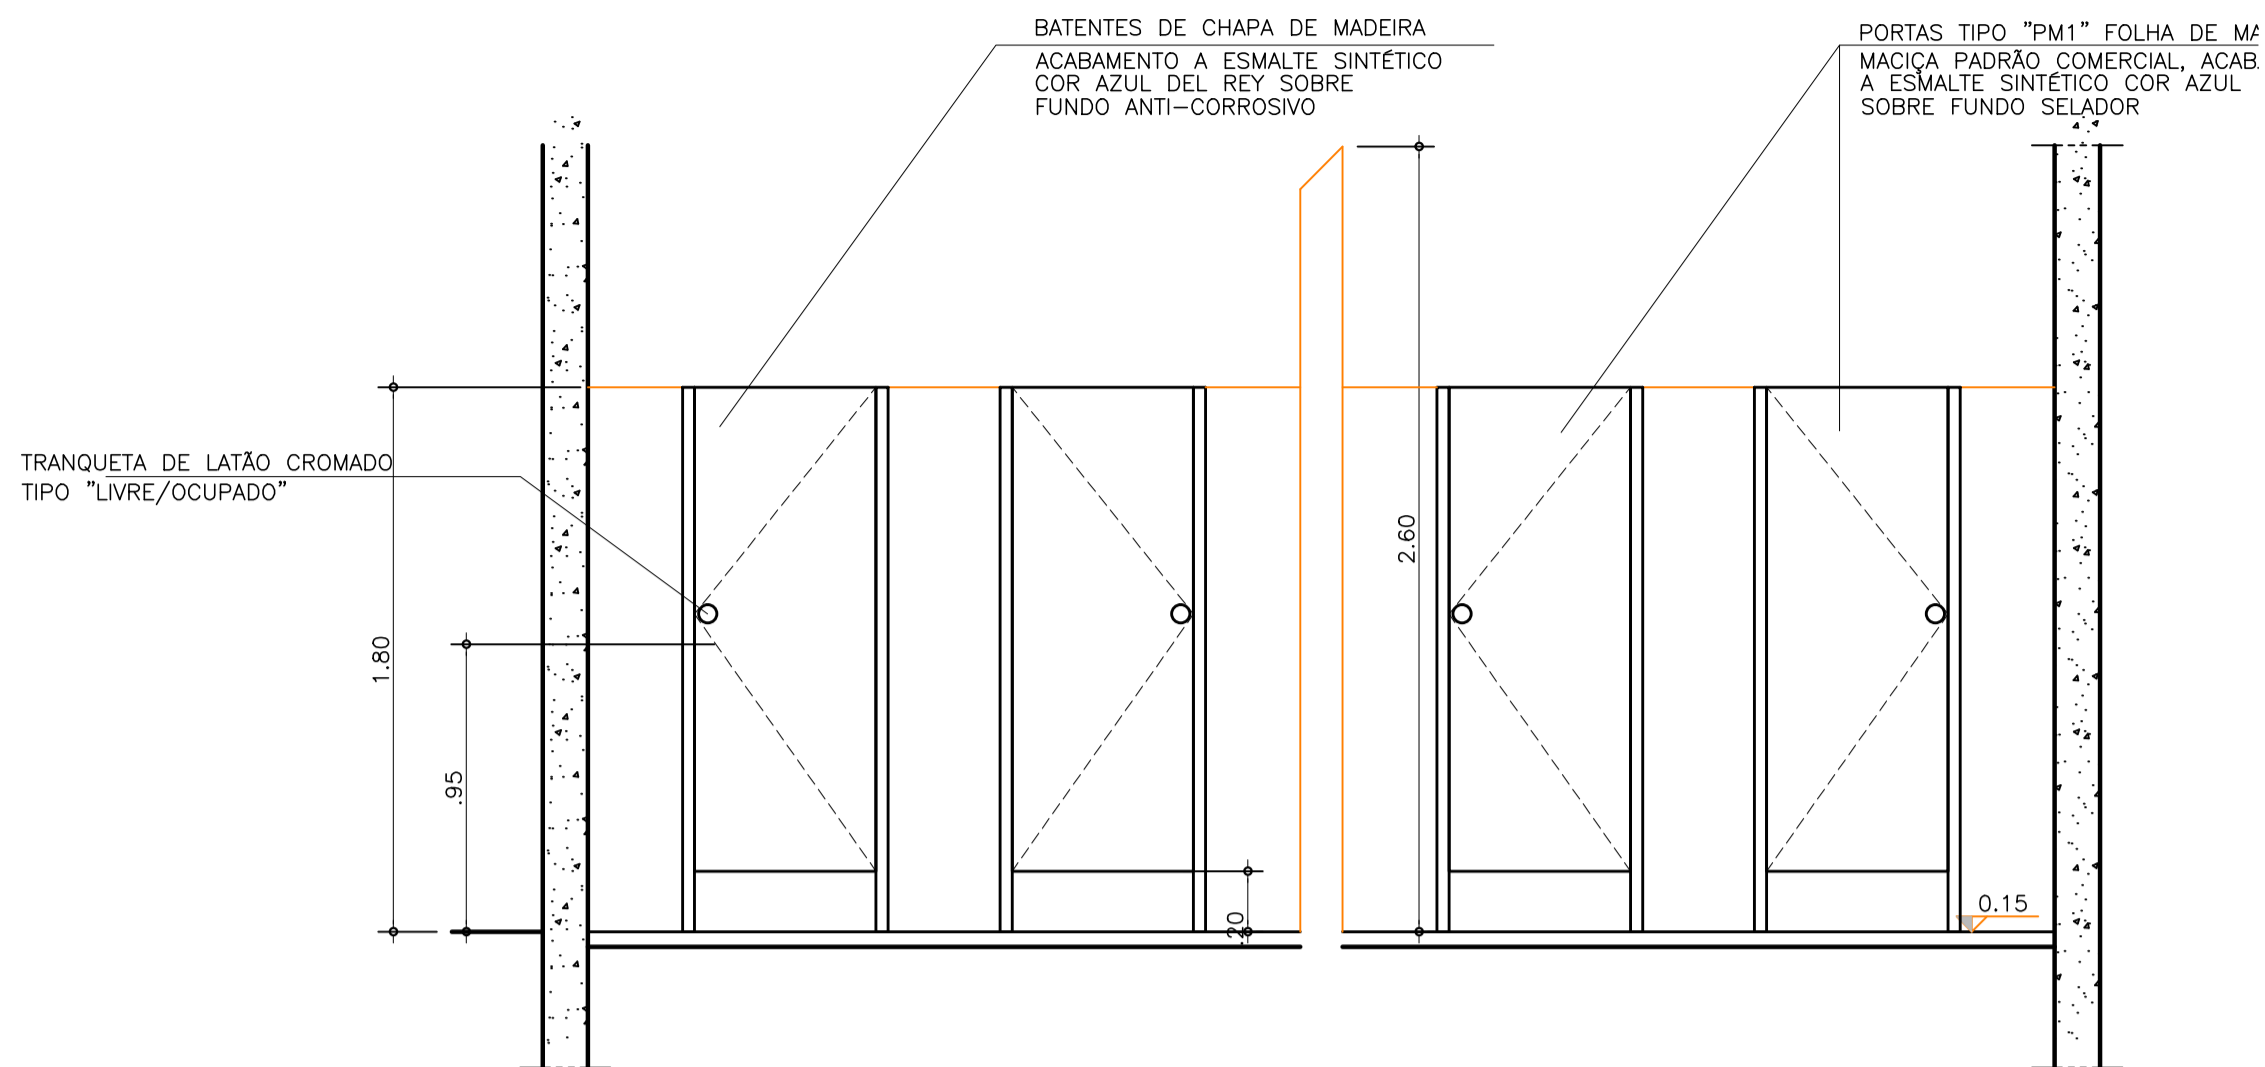 BATENTES DE CHAPA DE MADEIRA
ACABAMENTO A ESMALTE SINTÉTICO
COR AZUL DEL REY SOBRE
FUNDO ANTI-CORROSIVO
PORTAS TIPO "PM1" FOLHA DE
MACIÇA PADRÃO COMERCIAL,
A ESMALTE SINTÉTICO COR AZUL
SOBRE FUNDO SELADOR
TRANQUETA DE LATÃO CROMADO
TIPO "LIVRE/OCUPADO"
2.60
1.80
.95
.20
0.15